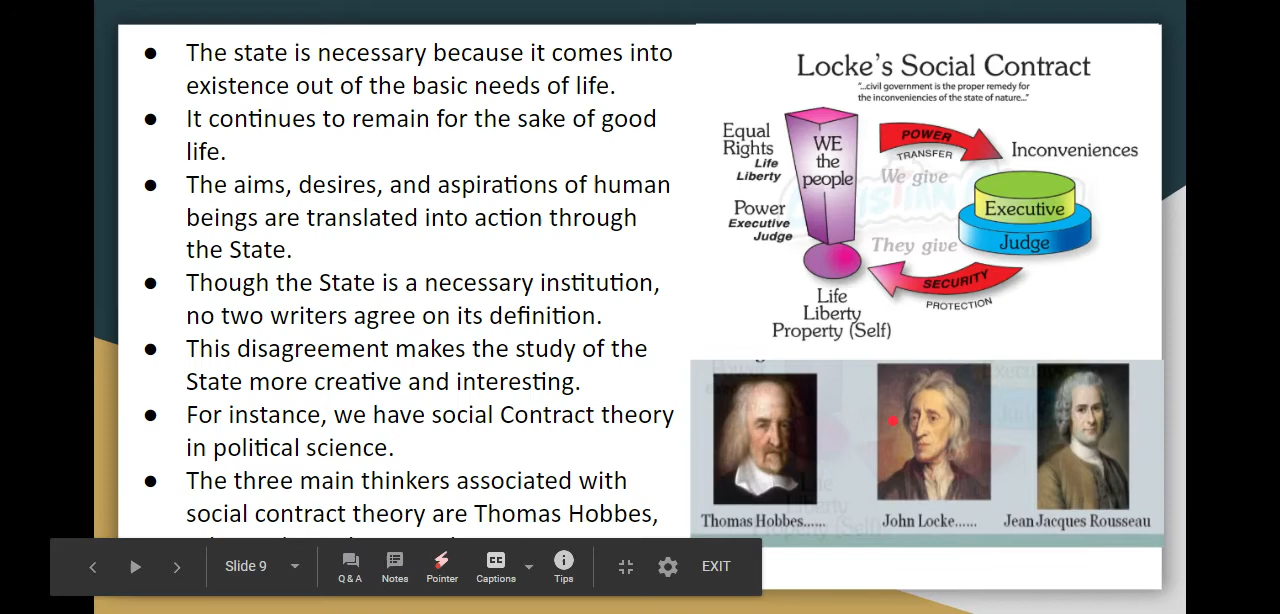 The state is necessary because it comes into
existence out of the basic needs of life.
It continues to remain for the sake of good
life.
The aims, desires, and aspirations of human
beings are translated into action through
the State.
Though the State is a necessary institution,
no two writers agree on its definition.
This disagreement makes the study of the
State more creative and interesting.
For instance, we have social Contract theory
in political science.
The three main thinkers associated with
social contract theory are Thomas Hobbes,
Locke's Social Contract
"...civil government is the proper remedy for
the inconveniencies of the state of nature..."
Equal
Rights
Life
Liberty
Power
Executive
Judge
WE
the
people
POWER
TRANSFER
We give
Inconveniences
Executive
Judge
They give
SECURITY
PROTECTION
Life
Liberty
Property (Self)
Thomas Hobbes......
John Locke......
Jean Jacques Rousseau
Slide 9
Q & A
Notes
Pointer
CC
Captions
Tips
EXIT